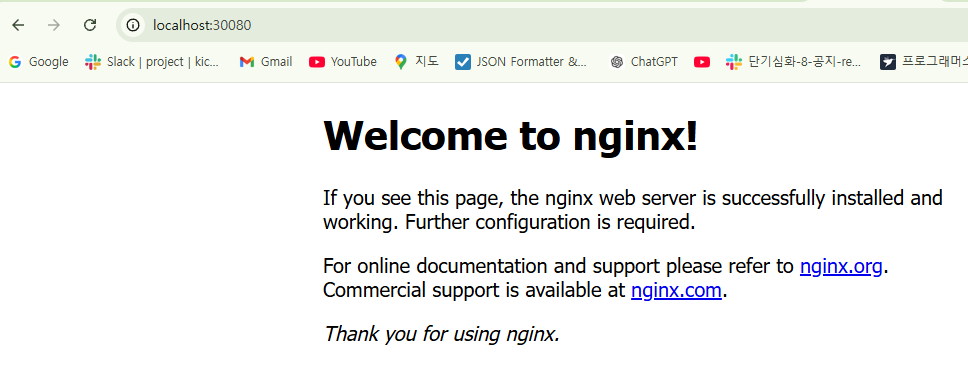 localhost:30080
Google Slack | project | kic... Gmail YouTube 지도 JSON Formatter &... ChatGPT 단기심화-8-공지-re... 프로그래머스
Welcome to nginx!
If you see this page, the nginx web server is successfully installed and
working. Further configuration is required.
For online documentation and support please refer to nginx.org.
Commercial support is available at nginx.com.
Thank you for using nginx.